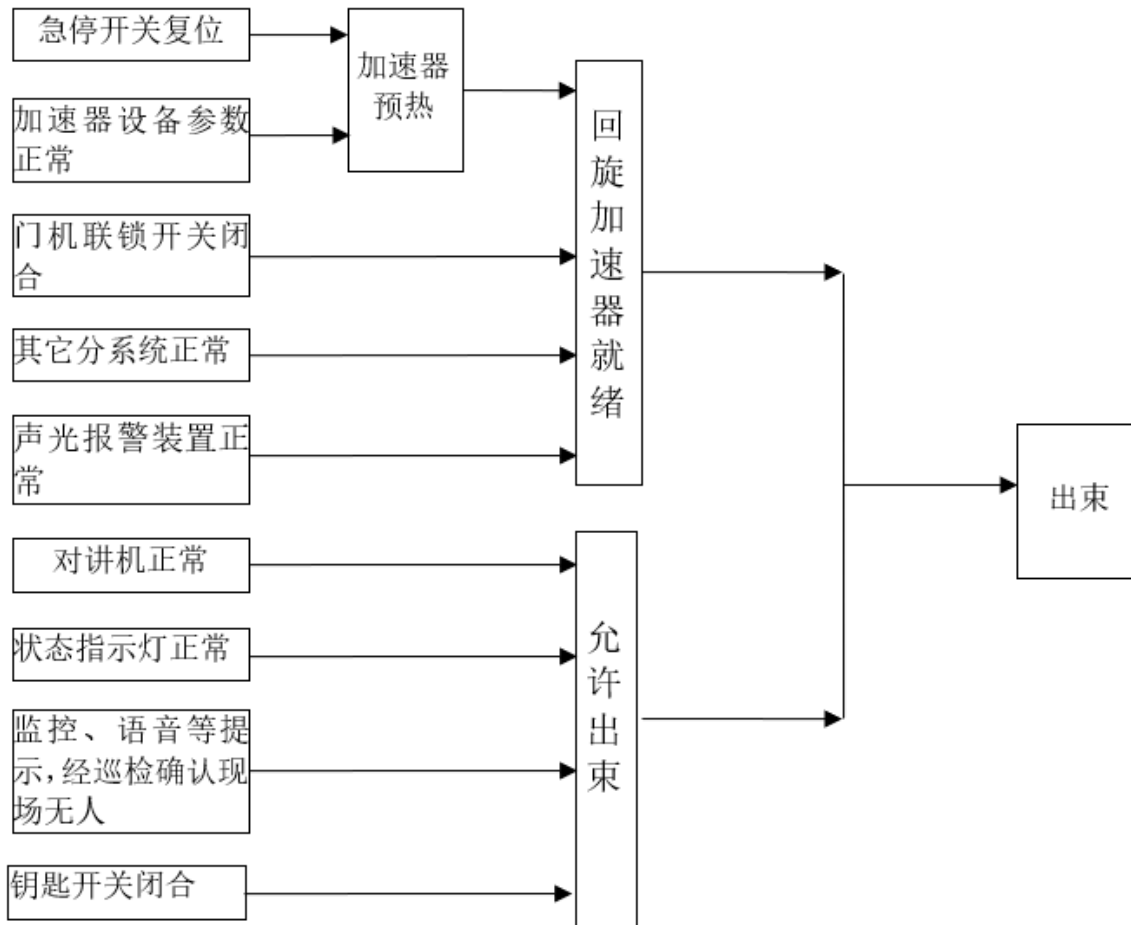 急停开关复位
加速器设备参数
正常
门机联锁开关闭
合
其它分系统正常
声光报警装置正
常
对讲机正常
状态指示灯正常
监控、语音等提
示,经巡检确认现
场无人
钥匙开关闭合
加速器
预热
回
旋
加
速
器
就
绪
允
许
出
束
出束